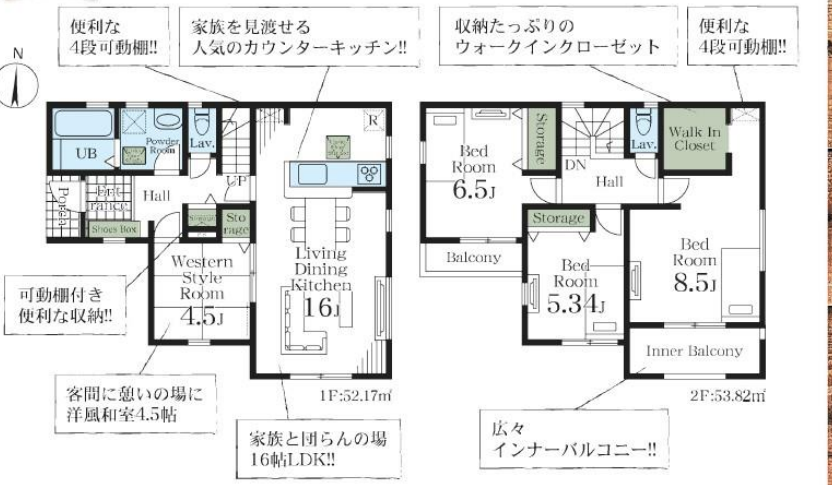 便利な
4段可動棚!!
家族を見渡せる
人気のカウンターキッチン!!
収納たっぷりの
ウォークインクローゼット
便利な
4段可動棚!!
N
UB
Powder
Room
Lav.
R
Porch
Ent
rance
Hall
UP
Shoes Box
Storage
Sto
rage
Western
Style
Room
4.5J
Living
Dining
Kitchen
16J
1F:52.17㎡
Bed
Room
6.5J
Storage
DN
Lav.
Walk In
Closet
Hall
Storage
Balcony
Bed
Room
5.34J
Bed
Room
8.5J
Inner Balcony
2F:53.82㎡
可動棚付き
便利な収納!!
客間に憩いの場に
洋風和室4.5帖
家族と団らんの場
16帖LDK!!
広々
インナーバルコニー!!